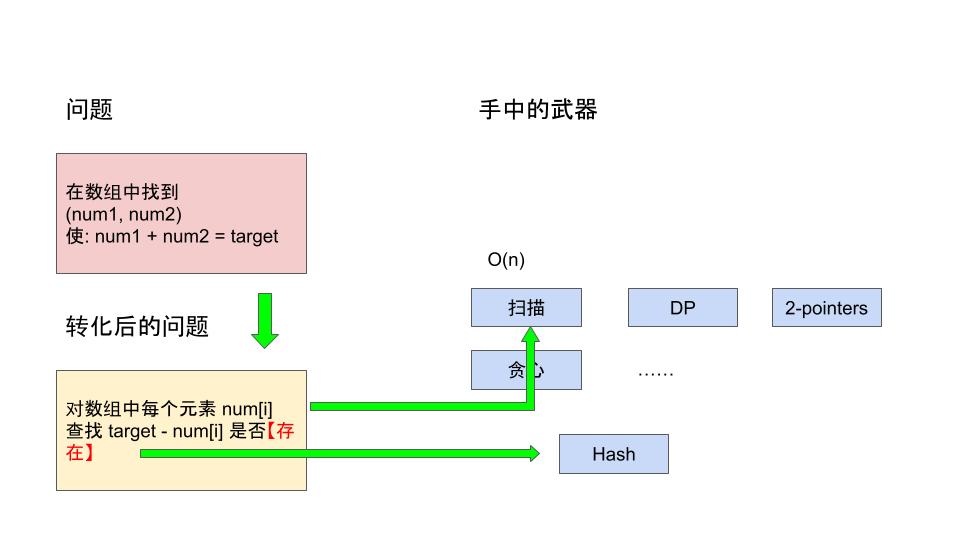 问题
在数组中找到
(num1, num2)
使: num1 + num2 = target
转化后的问题
对数组中每个元素 num[i]
查找 target - num[i] 是否【存
在】
手中的武器
O(n)
扫描
DP
2-pointers
贪心
......
Hash